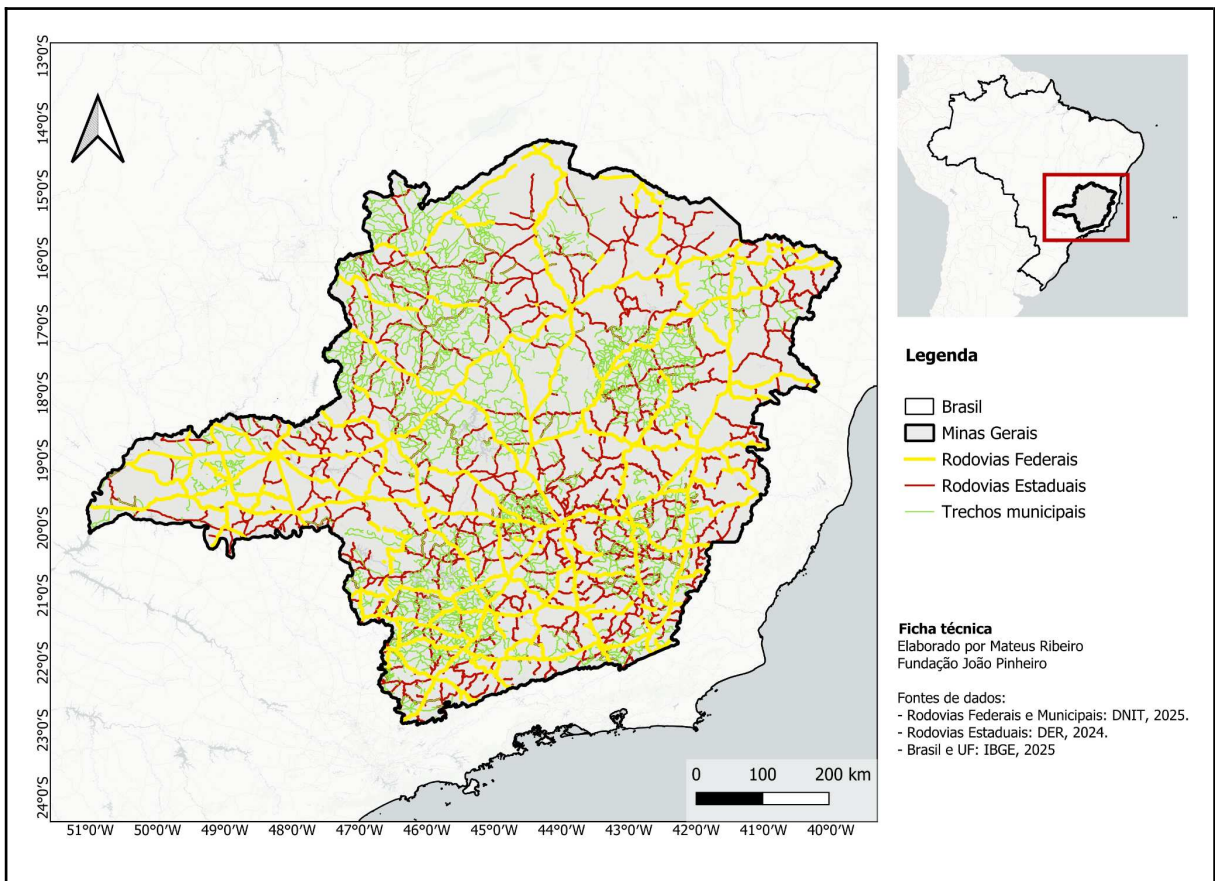 13°0'S
14°0'S
15°0'S
16°0'S
17°0'S
18°0'S
19°0'S
20°0'S
21°0'S
22°0'S
23°0'S
24°0'S
51°0'W 50°0'W 49°0'W 48°0'W 47°0'W 46°0'W 45°0'W 44°0'W 43°0'W 42°0'W 41°0'W 40°0'W
0 100 200 km
Legenda
Brasil
Minas Gerais
Rodovias Federais
Rodovias Estaduais
Trechos municipais
Ficha técnica
Elaborado por Mateus Ribeiro
Fundação João Pinheiro
Fontes de dados:
- Rodovias Federais e Municipais: DNIT, 2025.
- Rodovias Estaduais: DER, 2024.
- Brasil e UF: IBGE, 2025